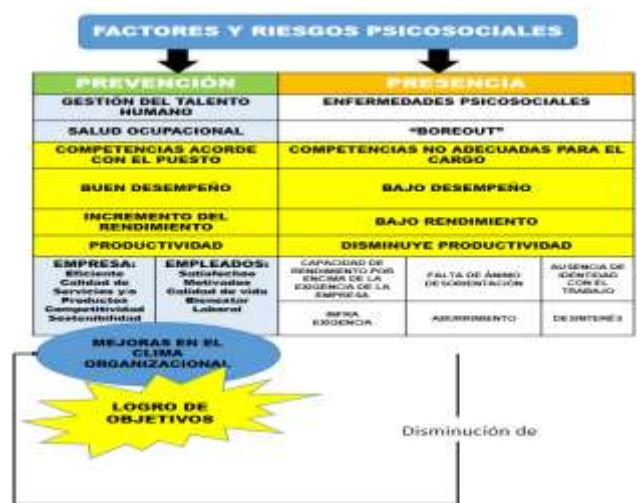 FACTORES Y RIESGOS PSICOSOCIALES
PREVENCIÓN
PRESENCIA
GESTIÓN DEL TALENTO
HUMANO
ENFERMEDADES PSICOSOCIALES
SALUD OCUPACIONAL
“BOREOUT”
COMPETENCIAS ACORDE
CON EL PUESTO
COMPETENCIAS NO ADECUADAS PARA EL
CARGO
BUEN DESEMPEÑO
BAJO DESEMPEÑO
INCREMENTO DEL
RENDIMIENTO
BAJO RENDIMIENTO
PRODUCTIVIDAD
DISMINUYE PRODUCTIVIDAD
EMPRESA:
Eficiente
Calidad de
Servicios y/o
Productos
Competitividad
Sostenibilidad
EMPLEADOS:
Satisfechos
Motivados
Calidad de vida
Bienestar
Laboral
CAPACIDAD DE
RENDIMIENTO POR
ENCIMA DE LA
EXIGENCIA DE LA
EMPRESA
FALTA DE ÁNIMO
DESORIENTACIÓN
AUSENCIA DE
IDENTIDAD
CON EL
TRABAJO
INFRA
EXIGENCIA
ABURRIMIENTO
DESINTERÉS
MEJORAS EN EL
CLIMA
ORGANIZACIONAL
LOGRO DE
OBJETIVOS
Disminución de